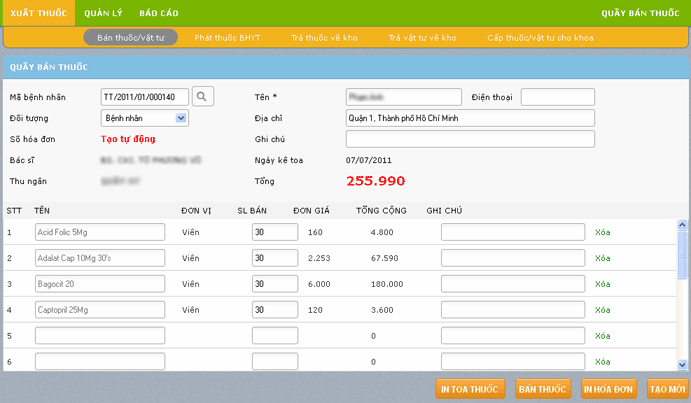 XUẤT THUỐC QUẢN LÝ BÁO CÁO QUẦY BÁN THUỐC
Bán thuốc/vật tư Phát thuốc BHYT Trả thuốc về kho Trả vật tư về kho Cấp thuốc/vật tư cho khoa
QUẦY BÁN THUỐC
Mã bệnh nhân TT/2011/01/000140 Tên * Điện thoại
Đối tượng Bệnh nhân Địa chỉ Quận 1, Thành phố Hồ Chí Minh
Số hóa đơn Tạo tự động Ghi chú
Bác sĩ Ngày kê toa 07/07/2011
Thu ngân Tổng 255.990
STT TÊN ĐƠN VỊ SL BÁN ĐƠN GIÁ TỔNG CỘNG GHI CHÚ
1 Acid Folic 5Mg Viên 30 160 4.800 Xóa
2 Adalat Cap 10Mg 30's Viên 30 2.253 67.590 Xóa
3 Bagocit 20 Viên 30 6.000 180.000 Xóa
4 Captopril 25Mg Viên 30 120 3.600 Xóa
5 0 Xóa
6 0 Xóa
IN TOA THUỐC BÁN THUỐC IN HÓA ĐƠN TẠO MỚI